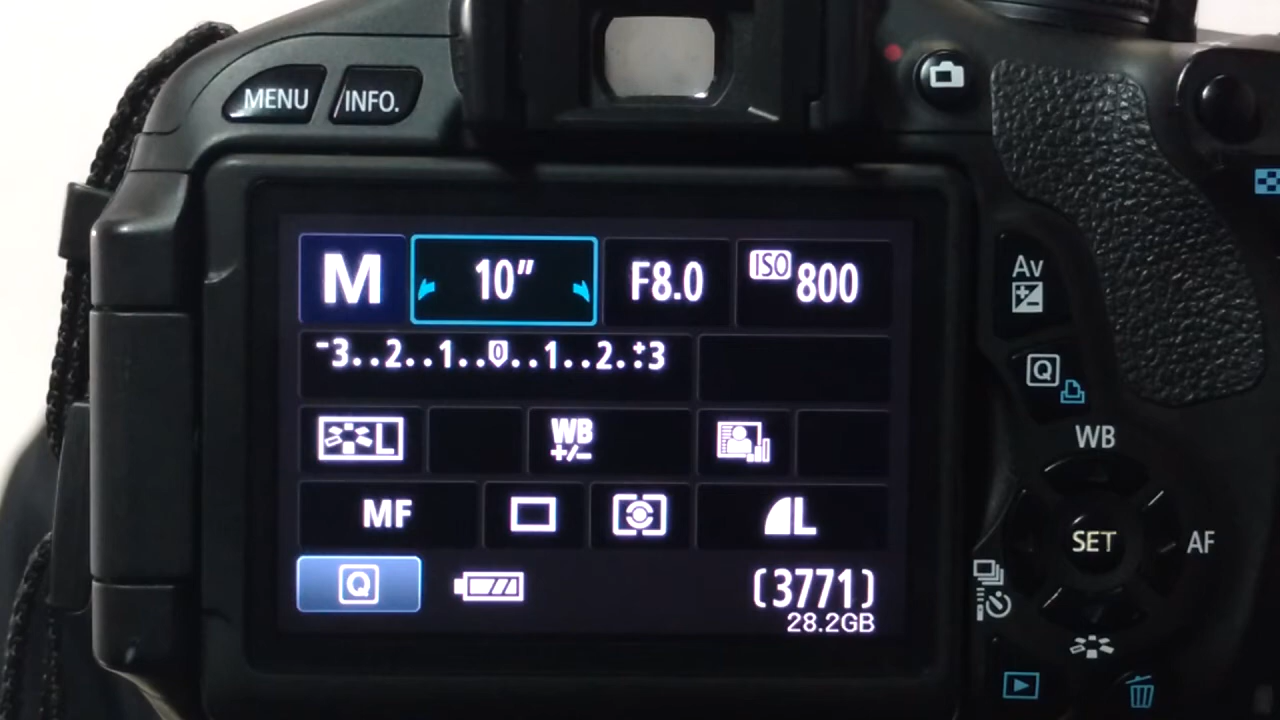 MENU INFO.
M 10" F8.0 ISO 800
-3..2..1..0..1..2.:+3
L WB +/-
MF L
Q
(3771)
28.2GB
Av
Q
WB
SET
AF